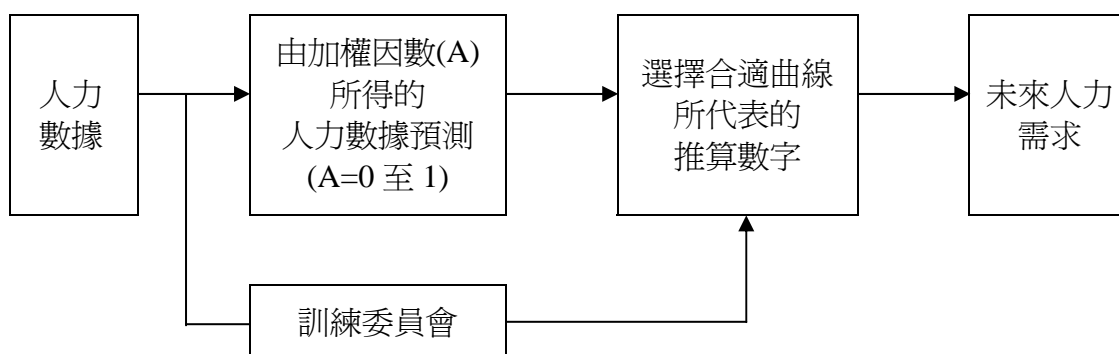 人力
數據
由加權因數(A)
所得的
人力數據預測
(A=0 至 1)
選擇合適曲線
所代表的
推算數字
未來人力
需求
訓練委員會